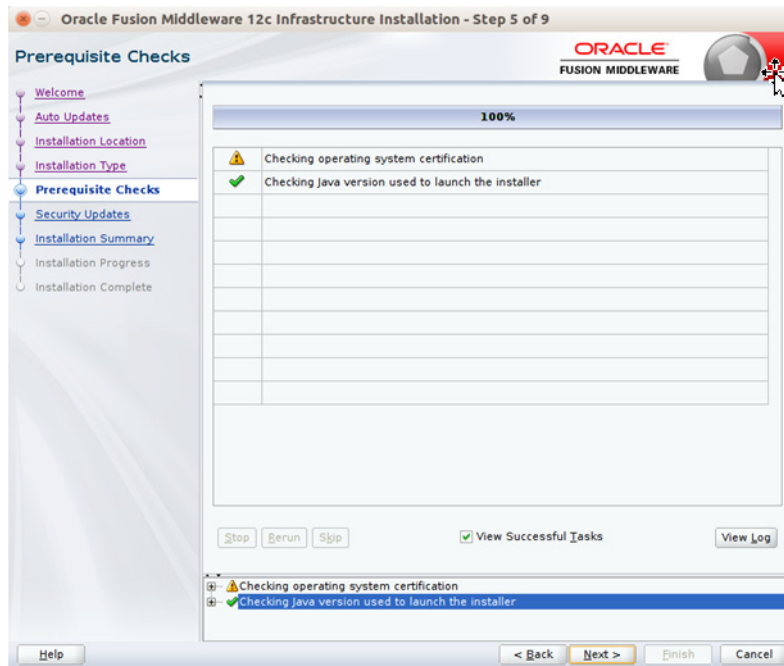 Oracle Fusion Middleware 12c Infrastructure Installation - Step 5 of 9
Prerequisite Checks
ORACLE
FUSION MIDDLEWARE
Welcome
Auto Updates
Installation Location
Installation Type
Prerequisite Checks
Security Updates
Installation Summary
Installation Progress
Installation Complete
100%
Checking operating system certification
Checking Java version used to launch the installer
Stop Rerun Skip View Successful Tasks View Log
Checking operating system certification
Checking Java version used to launch the installer
Help < Back Next > Finish Cancel